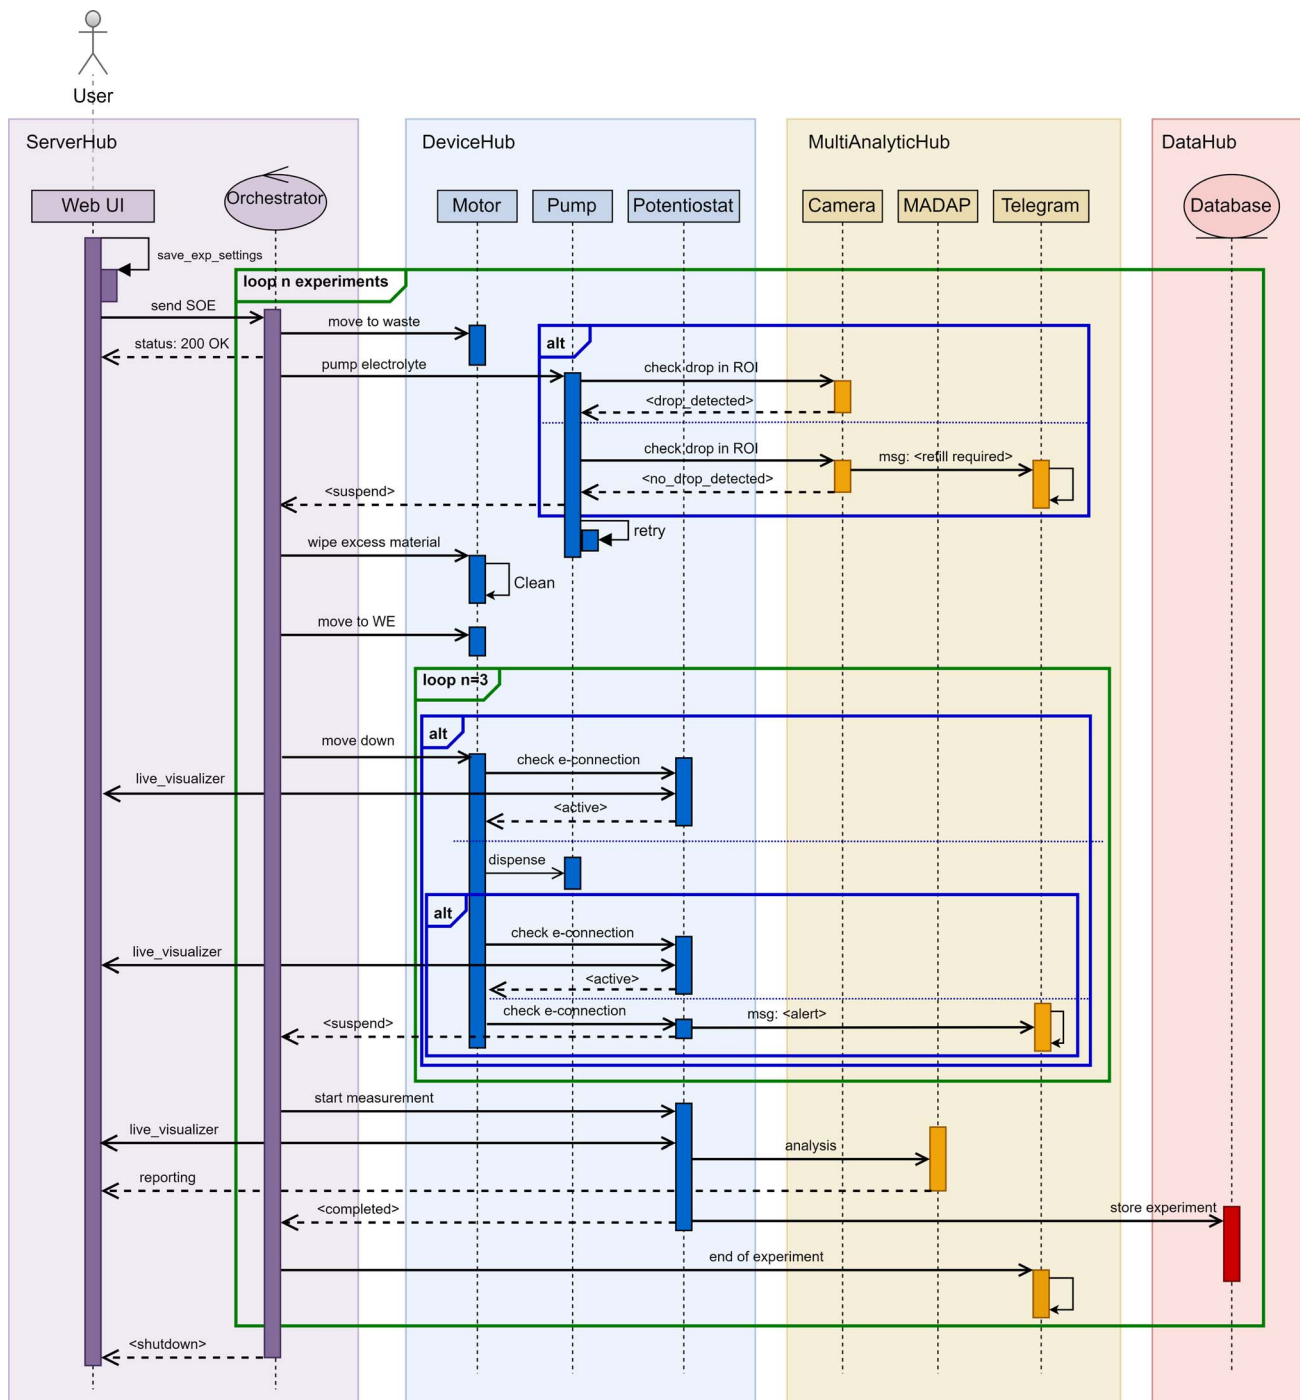 User
ServerHub
DeviceHub
MultiAnalyticHub
DataHub
Web UI
Orchestrator
Motor
Pump
Potentiostat
Camera
MADAP
Telegram
Database
save_exp_settings
loop n experiments
send SOE
move to waste
status: 200 OK
alt
pump electrolyte
check drop in ROI
<drop_detected>
check drop in ROI
msg: <refill required>
<no_drop_detected>
<suspend>
retry
wipe excess material
Clean
move to WE
loop n=3
alt
move down
check e-connection
live_visualizer
<active>
dispense
alt
check e-connection
live_visualizer
<active>
check e-connection
msg: <alert>
<suspend>
start measurement
live_visualizer
analysis
reporting
<completed>
store experiment
end of experiment
<shutdown>